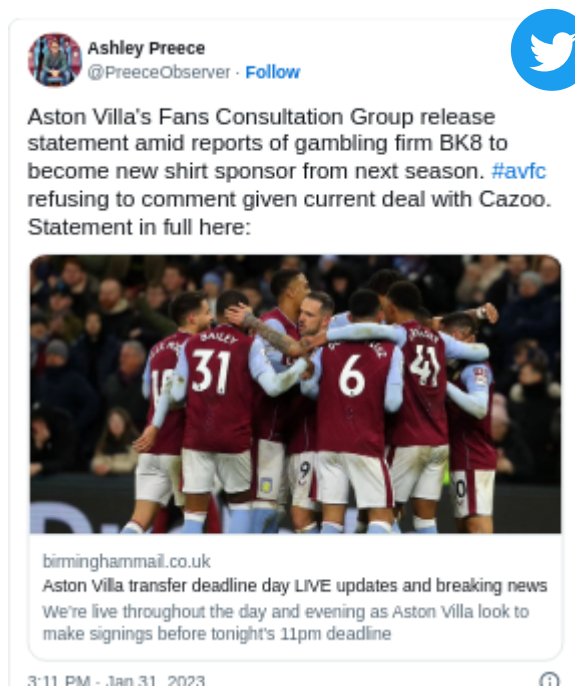 Ashley Preece
@PreeceObserver · Follow
Aston Villa's Fans Consultation Group release
statement amid reports of gambling firm BK8 to
become new shirt sponsor from next season. #avfc
refusing to comment given current deal with Cazoo.
Statement in full here:
BAILEY
31
6
41
9
birminghammail.co.uk
Aston Villa transfer deadline day LIVE updates and breaking news
We're live throughout the day and evening as Aston Villa look to
make signings before tonight's 11pm deadline
3:11 PM · Jan 31, 2023